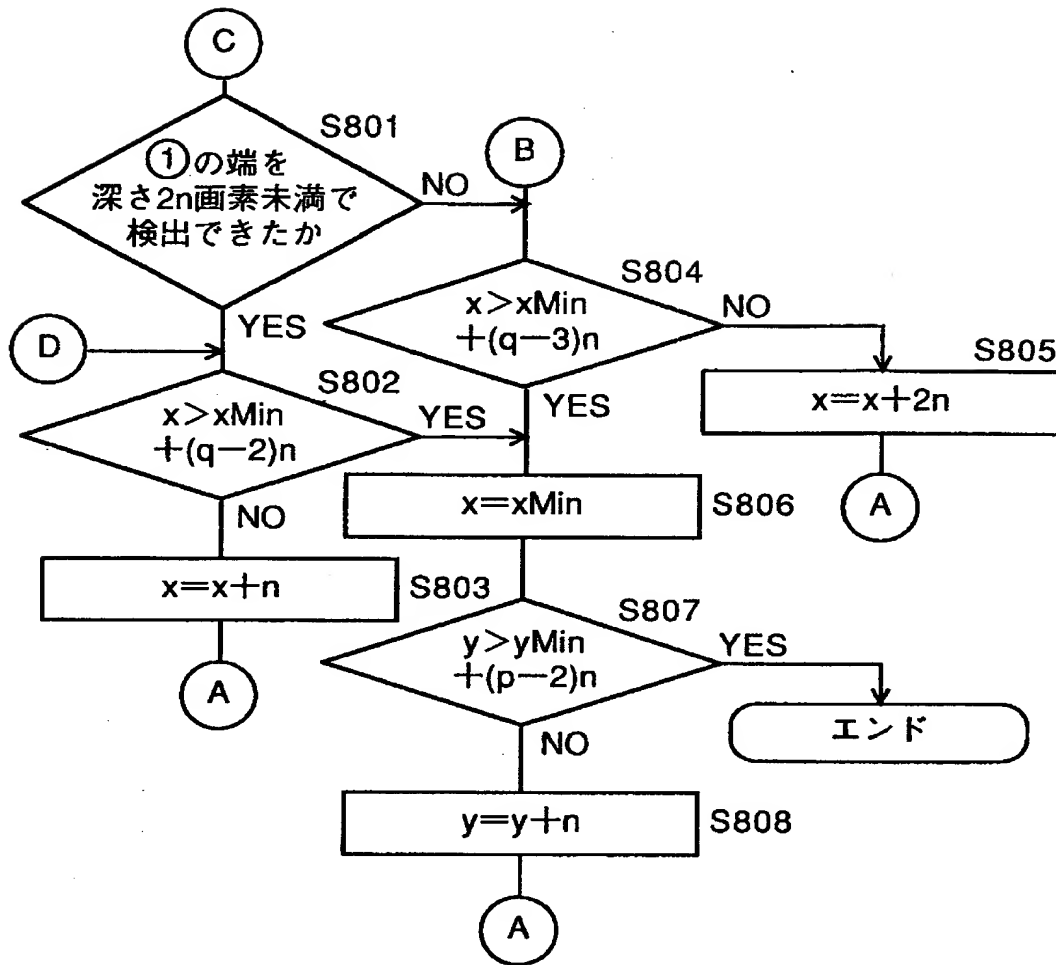 C
S801
①の端を
深さ2n画素未満で
検出できたか
NO
B
YES
D
S804
x>xMin
+(q−3)n
NO
YES
S805
x=x+2n
A
S802
x>xMin
+(q−2)n
YES
NO
x=xMin
S806
x=x+n
S803
A
S807
y>yMin
+(p−2)n
YES
エンド
NO
y=y+n
S808
A